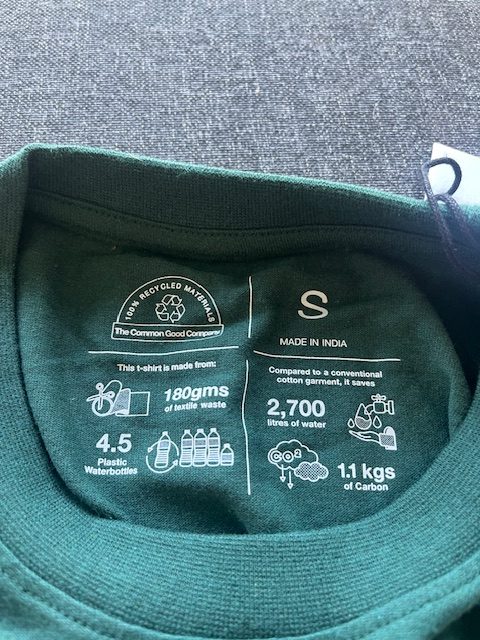 100% RECYCLED MATERIALS
The Common Good Company
S
MADE IN INDIA
This t-shirt is made from:
180gms
of textile waste
4.5
Plastic
Waterbottles
Compared to a conventional
cotton garment, it saves
2,700
litres of water
CO²
1.1 kgs
of Carbon